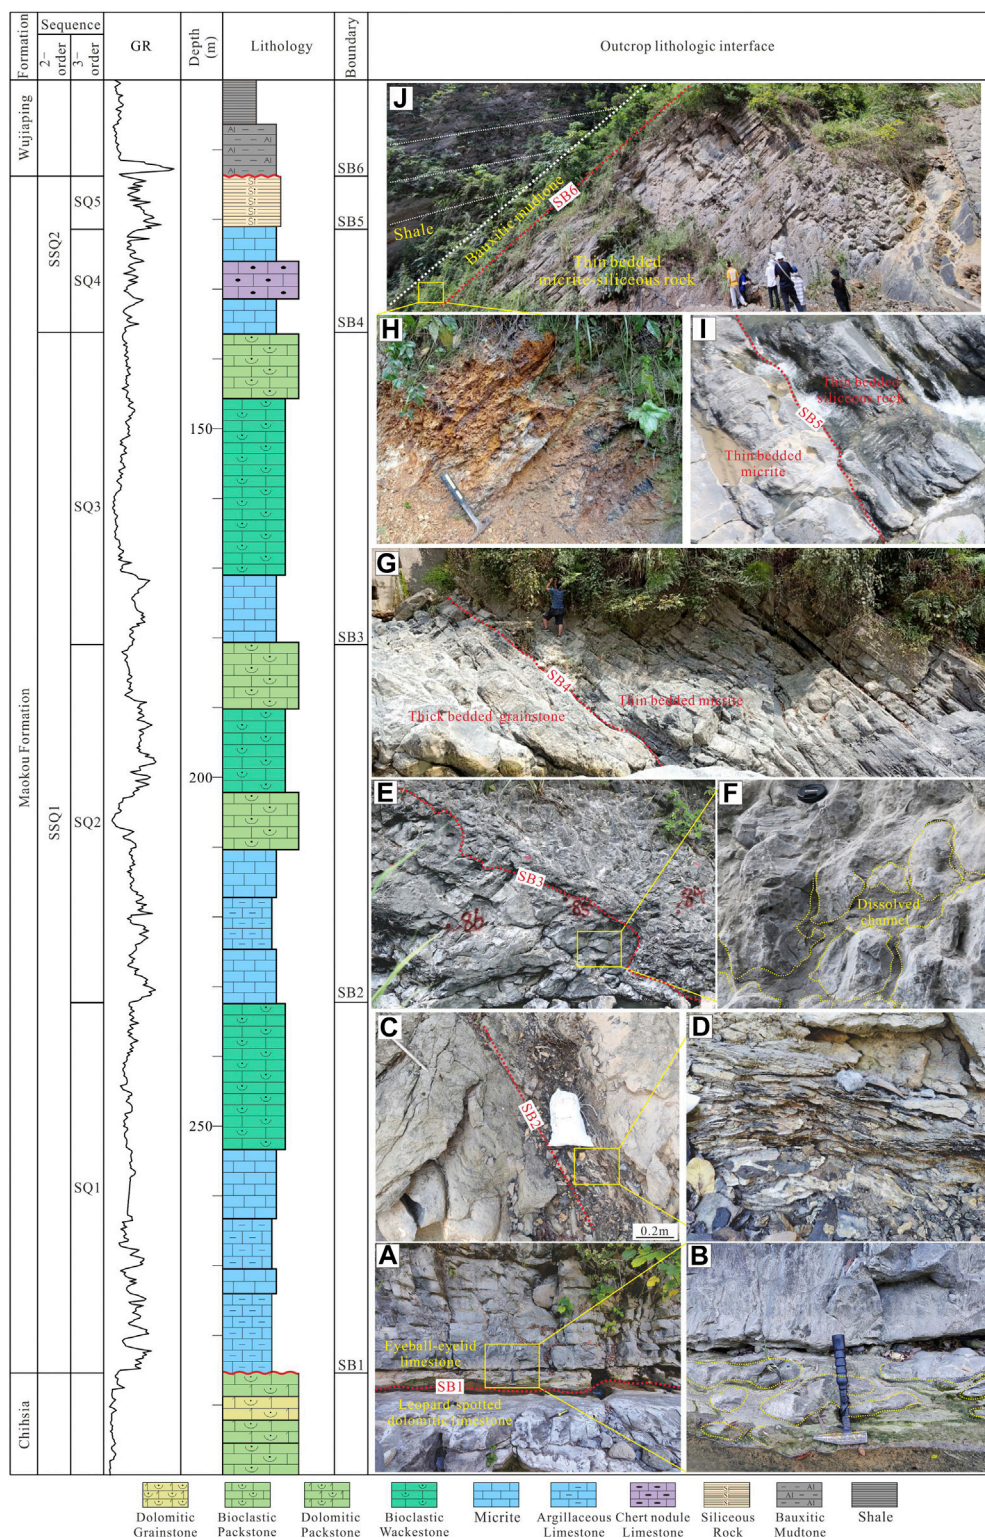 Formation
Sequence
2-order
3-order
GR
Depth (m)
Lithology
Boundary
Outcrop lithologic interface
Wujiaping
Maokou Formation
Chihsia
SSQ2
SSQ1
SQ5
SQ4
SQ3
SQ2
SQ1
150
200
250
SB6
SB5
SB4
SB3
SB2
SB1
J
Shale
Bauxitic mudtone
SB6
Thin bedded
micrite-siliceous rock
H
I
Thin bedded
siliceous rock
SB5
Thin bedded
micrite
G
SB4
Thin bedded micrite
Thick bedded grainstone
E
SB3
86
85
84
F
Dissolved
channel
C
SB2
0.2m
D
A
Eyeball-eyelid
limestone
SB1
Leopard-spotted
dolomitic limestone
B
Dolomitic
Grainstone
Bioclastic
Packstone
Dolomitic
Packstone
Bioclastic
Wackestone
Micrite
Argillaceous
Limestone
Chert nodule
Limestone
Siliceous
Rock
Bauxitic
Mudtone
Shale